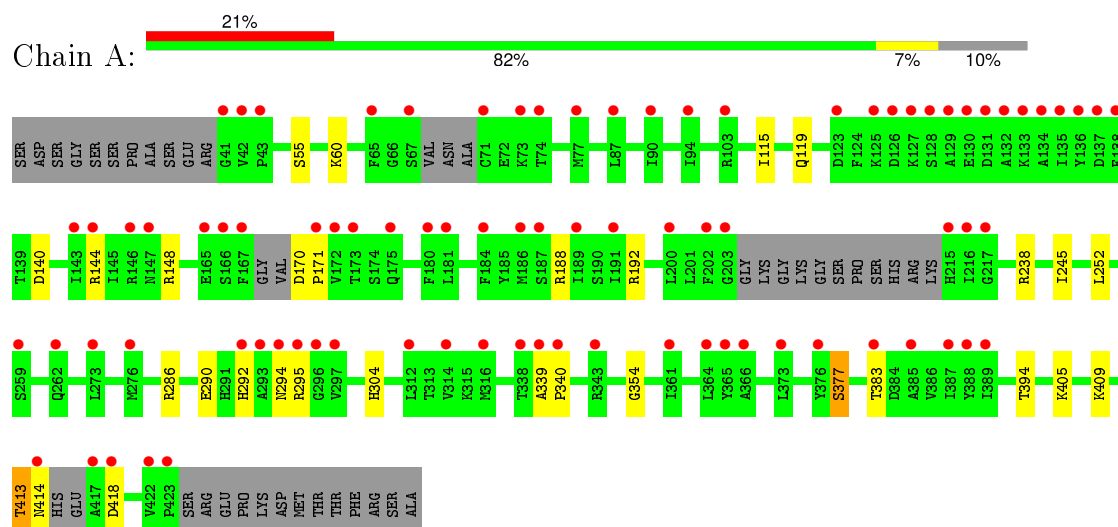 21%
Chain A:
82% 7% 10%
SER ASP SER GLY SER SER PRO ALA SER GLU ARG G41 V42 P43 S55 K60 F65 G66 S67 VAL ASN ALA G71 E72 K73 T74 M77 L87 I90 I94 R103 I115 Q119 D123 F124 K125 D126 K127 S128 A129 E130 D131 A132 K133 A134 I135 Y136 D137
T139 D140 I143 R144 I145 R146 N147 R148 E165 S166 F167 GLY VAL D170 P171 V172 T173 S174 Q175 F180 L181 F184 Y185 M186 S187 R188 I189 S190 I191 R192 L200 L201 F202 G203 GLY LYS GLY LYS GLY SER PRO SER HIS ARG LYS H215 I216 G217 R238 I245 L252
S259 Q262 L273 M276 R286 E290 H291 H292 A293 N294 R295 G296 V297 H304 L312 T313 V314 K315 M316 T338 A339 P340 R343 G354 I361 L364 Y365 A366 L373 Y376 S377 T383 D384 A385 V386 I387 Y388 I389 T394 K405 K409
T413 N414 HIS GLU A417 D418 V422 P423 SER ARG GLU PRO LYS ASP MET THR THR PHE ARG SER ALA